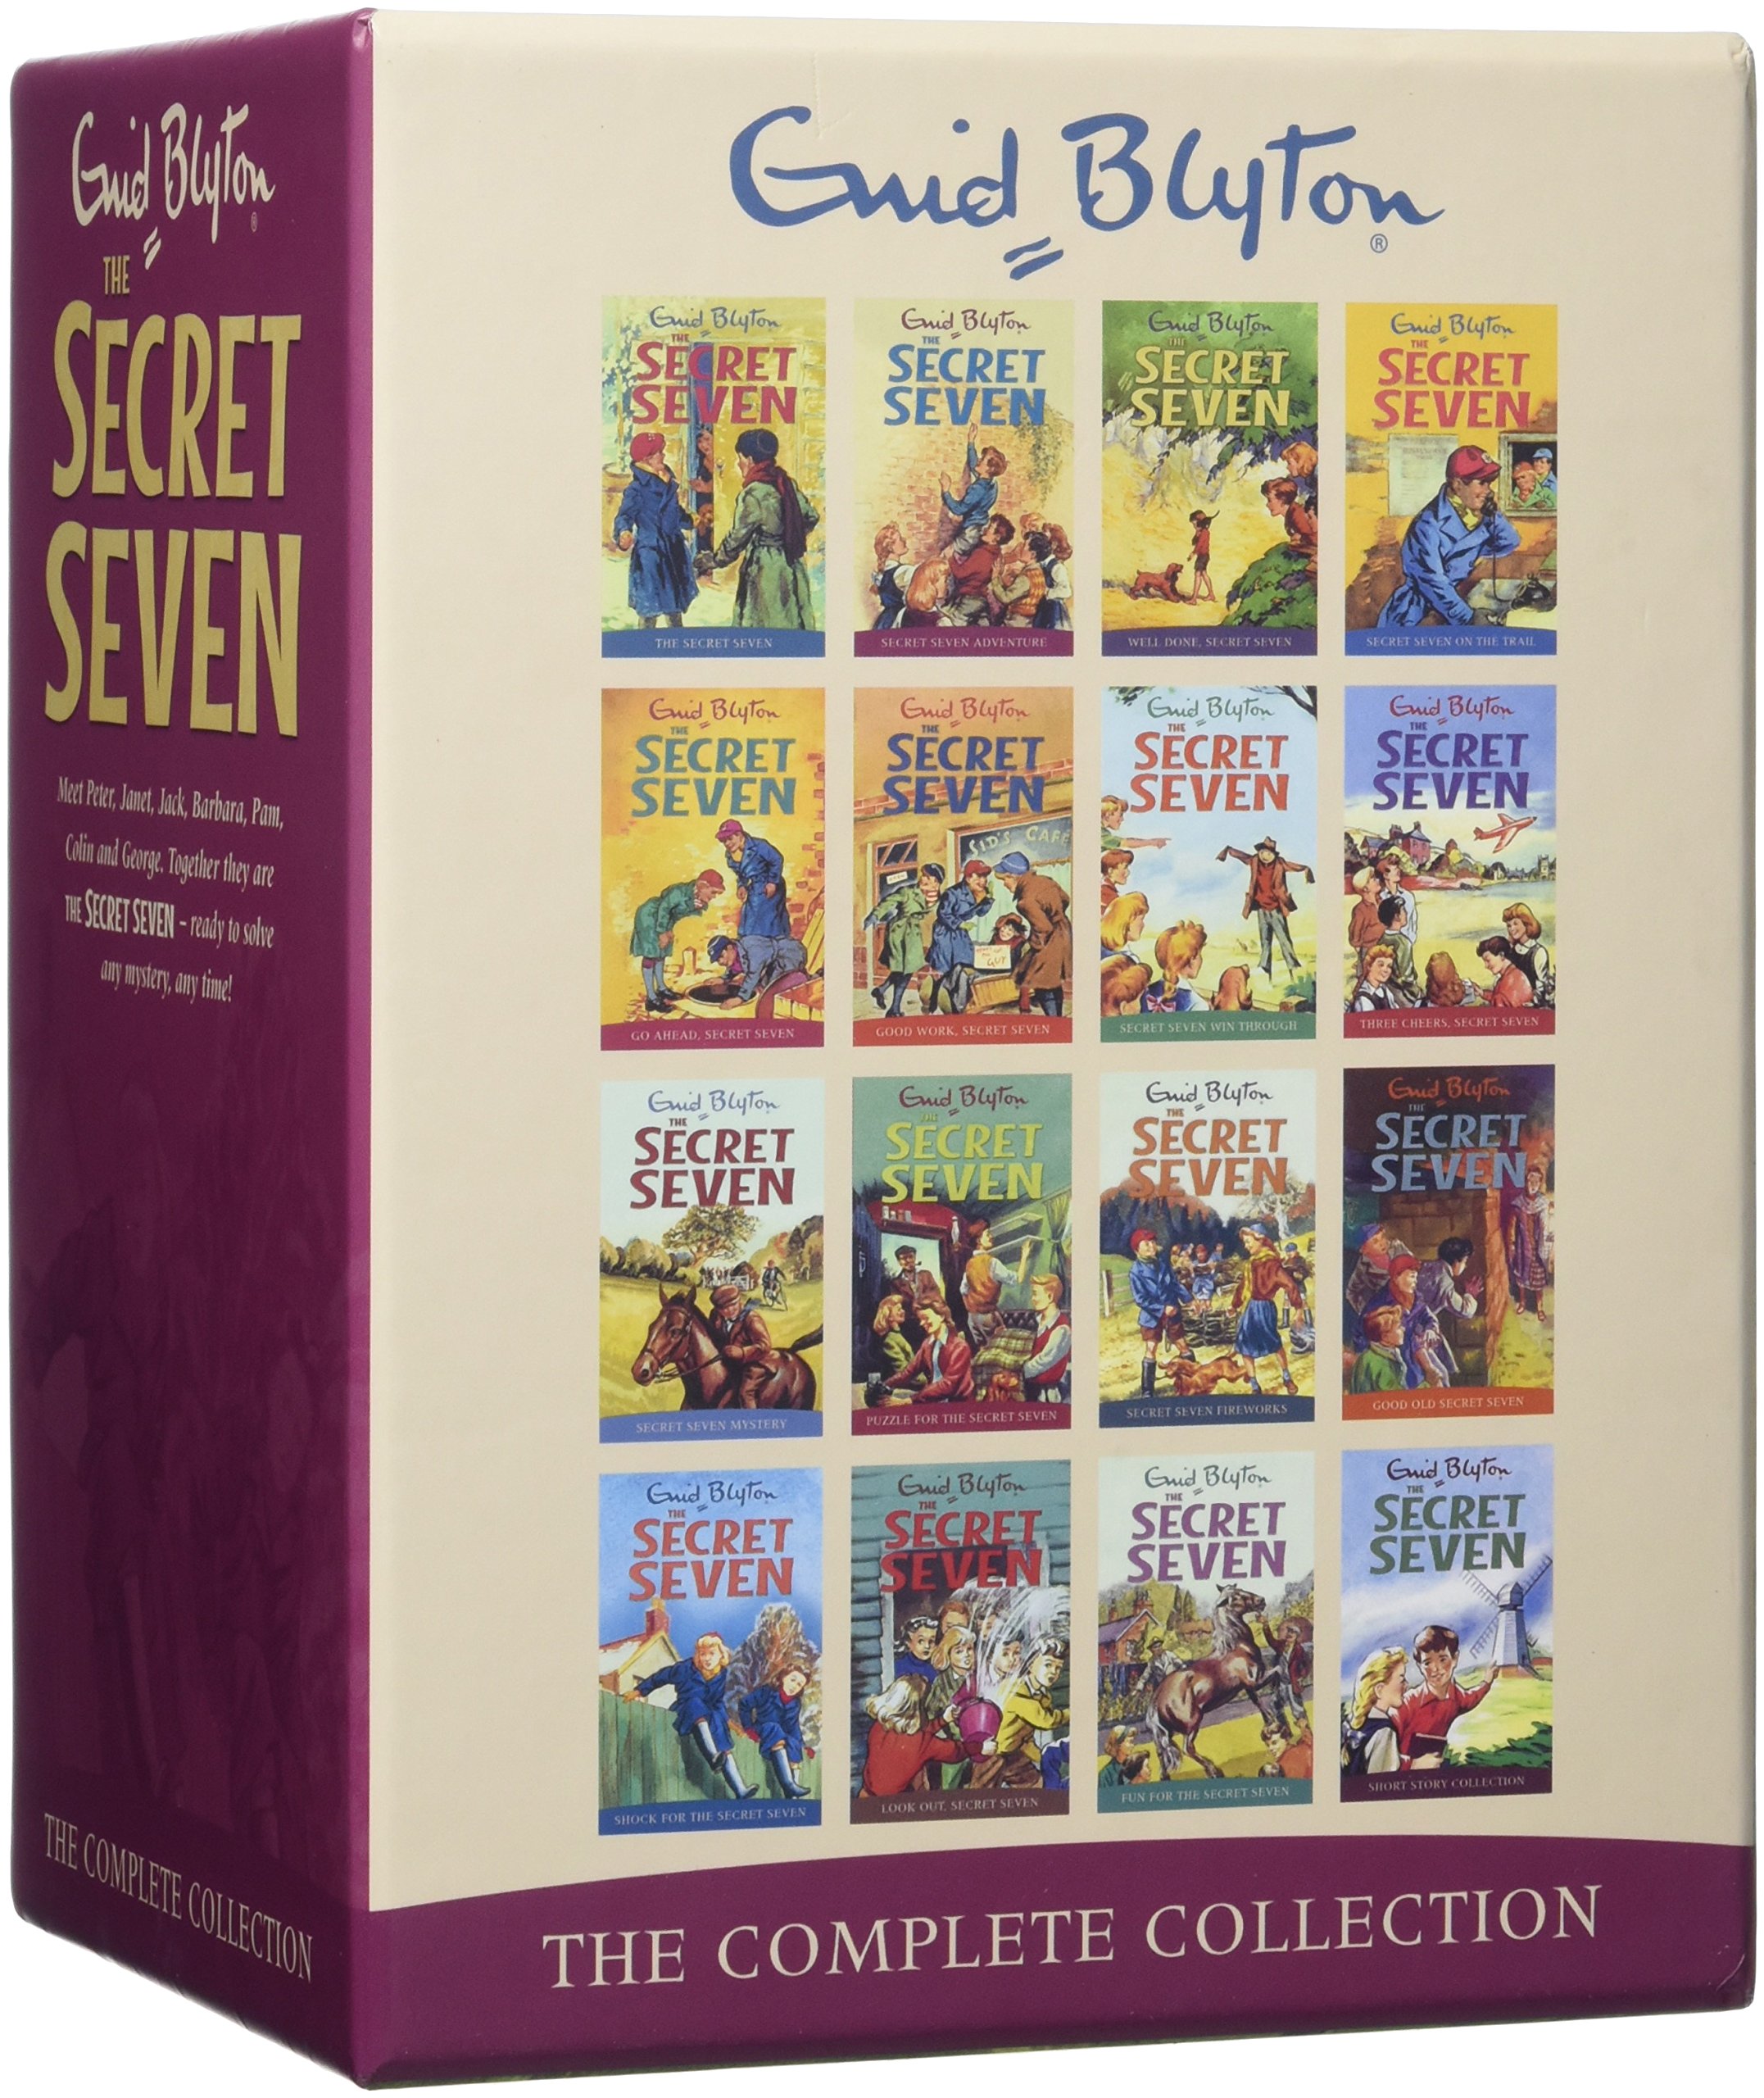 Enid Blyton®
THE
SECRET
SEVEN
Meet Peter, Janet, Jack, Barbara, Pam,
Colin and George. Together they are
THE SECRET SEVEN – ready to solve
any mystery, any time!
THE COMPLETE COLLECTION
Enid Blyton®
Enid Blyton
THE
SECRET
SEVEN
THE SECRET SEVEN
Enid Blyton
THE
SECRET
SEVEN
SECRET SEVEN ADVENTURE
Enid Blyton
THE
SECRET
SEVEN
WELL DONE, SECRET SEVEN
Enid Blyton
THE
SECRET
SEVEN
SECRET SEVEN ON THE TRAIL
Enid Blyton
THE
SECRET
SEVEN
GO AHEAD, SECRET SEVEN
Enid Blyton
THE
SECRET
SEVEN
SID'S CAFÉ
GUY
GOOD WORK, SECRET SEVEN
Enid Blyton
THE
SECRET
SEVEN
SECRET SEVEN WIN THROUGH
Enid Blyton
THE
SECRET
SEVEN
THREE CHEERS, SECRET SEVEN
Enid Blyton
THE
SECRET
SEVEN
SECRET SEVEN MYSTERY
Enid Blyton
THE
SECRET
SEVEN
PUZZLE FOR THE SECRET SEVEN
Enid Blyton
THE
SECRET
SEVEN
SECRET SEVEN FIREWORKS
Enid Blyton
THE
SECRET
SEVEN
GOOD OLD SECRET SEVEN
Enid Blyton
THE
SECRET
SEVEN
SHOCK FOR THE SECRET SEVEN
Enid Blyton
THE
SECRET
SEVEN
LOOK OUT, SECRET SEVEN
Enid Blyton
THE
SECRET
SEVEN
FUN FOR THE SECRET SEVEN
Enid Blyton
THE
SECRET
SEVEN
SHORT STORY COLLECTION
THE COMPLETE COLLECTION